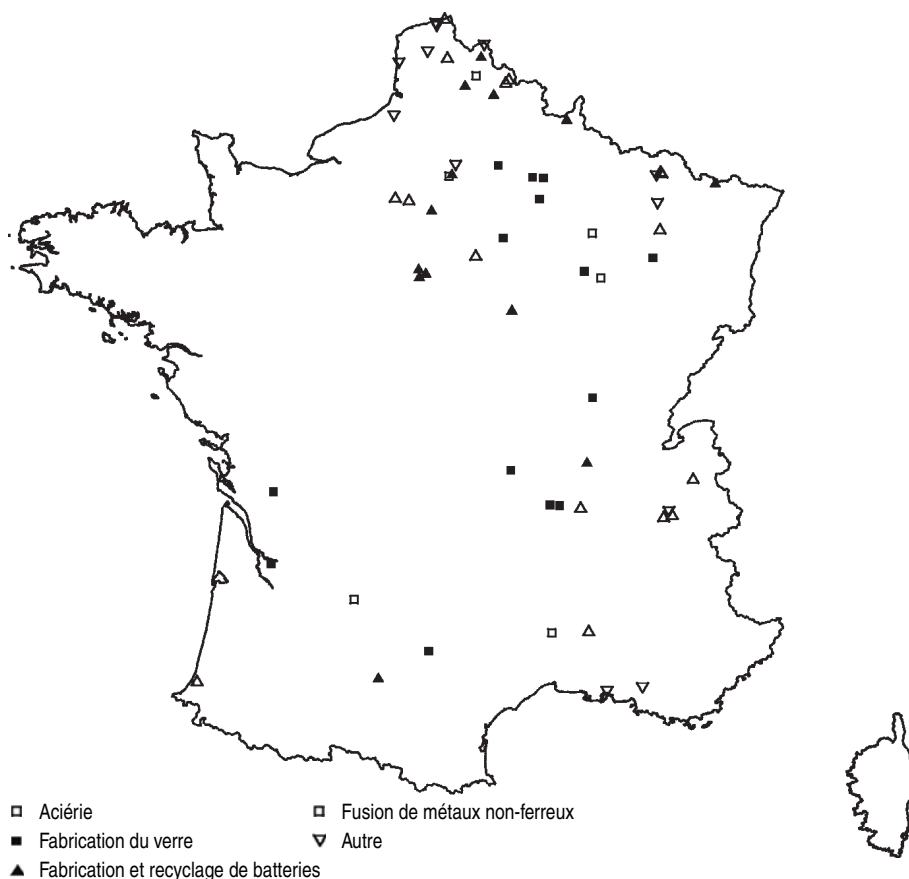 Aciérie
Fabrication du verre
Fabrication et recyclage de batteries
Fusion de métaux non-ferreux
Autre